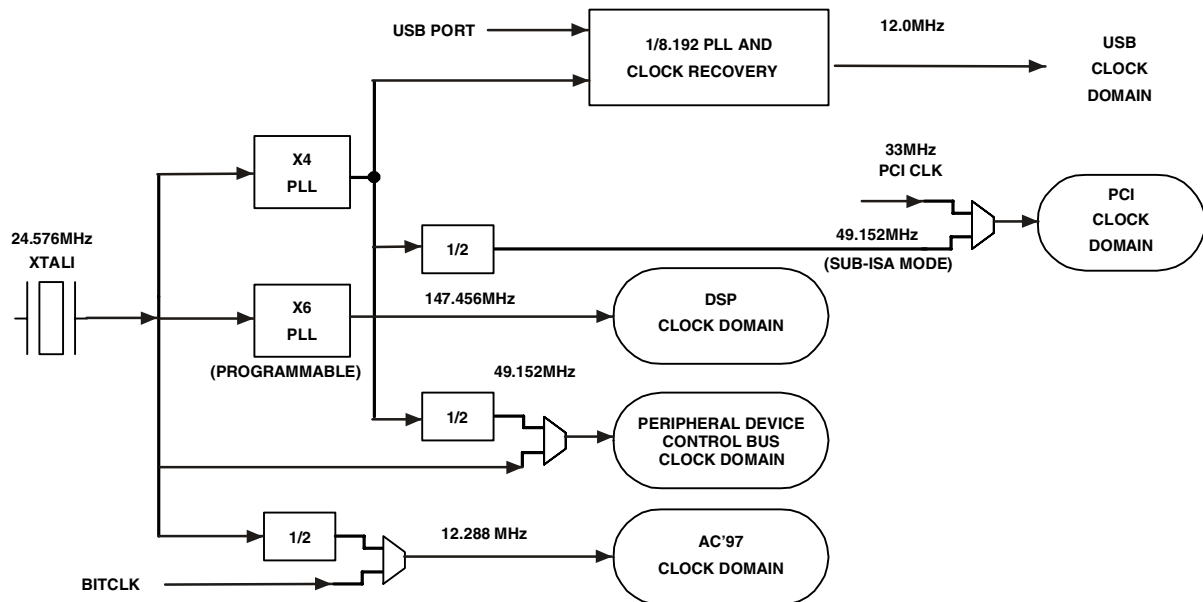 USB PORT
1/8.192 PLL AND
CLOCK RECOVERY
12.0MHz
USB
CLOCK
DOMAIN
X4
PLL
33MHz
PCI CLK
PCI
CLOCK
DOMAIN
24.576MHz
XTALI
1/2
49.152MHz
(SUB-ISA MODE)
X6
PLL
(PROGRAMMABLE)
147.456MHz
DSP
CLOCK DOMAIN
49.152MHz
1/2
PERIPHERAL DEVICE
CONTROL BUS
CLOCK DOMAIN
1/2
12.288 MHz
AC'97
CLOCK DOMAIN
BITCLK